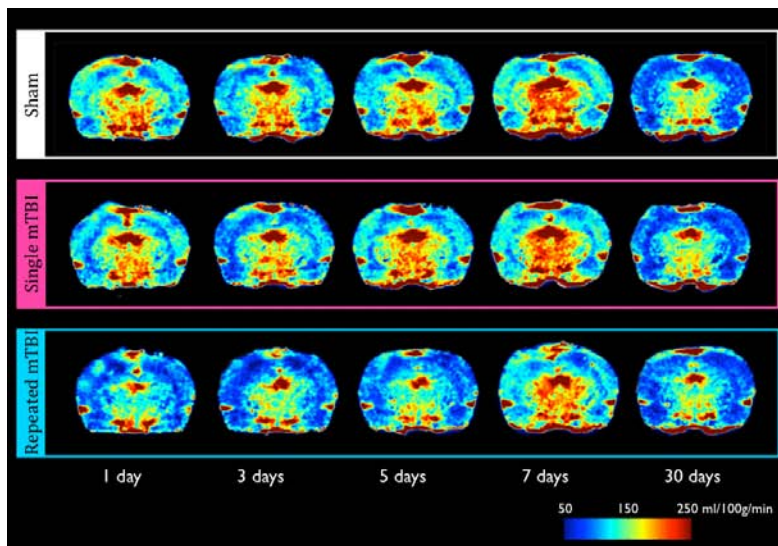 Sham
Single mTBI
Repeated mTBI
1 day 3 days 5 days 7 days 30 days
50 150 250 ml/100g/min